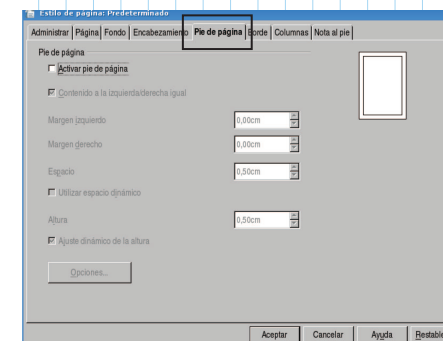 Estilo de página: Predeterminado
Administrar Página Fondo Encabezamiento Pie de página Borde Columnas Nota al pie
Pie de página
Activar pie de página
Contenido a la izquierda/derecha igual
Margen izquierdo 0,00cm
Margen derecho 0,00cm
Espacio 0,50cm
Utilizar espacio dinámico
Altura 0,50cm
Ajuste dinámico de la altura
Opciones...
Aceptar Cancelar Ayuda Restable